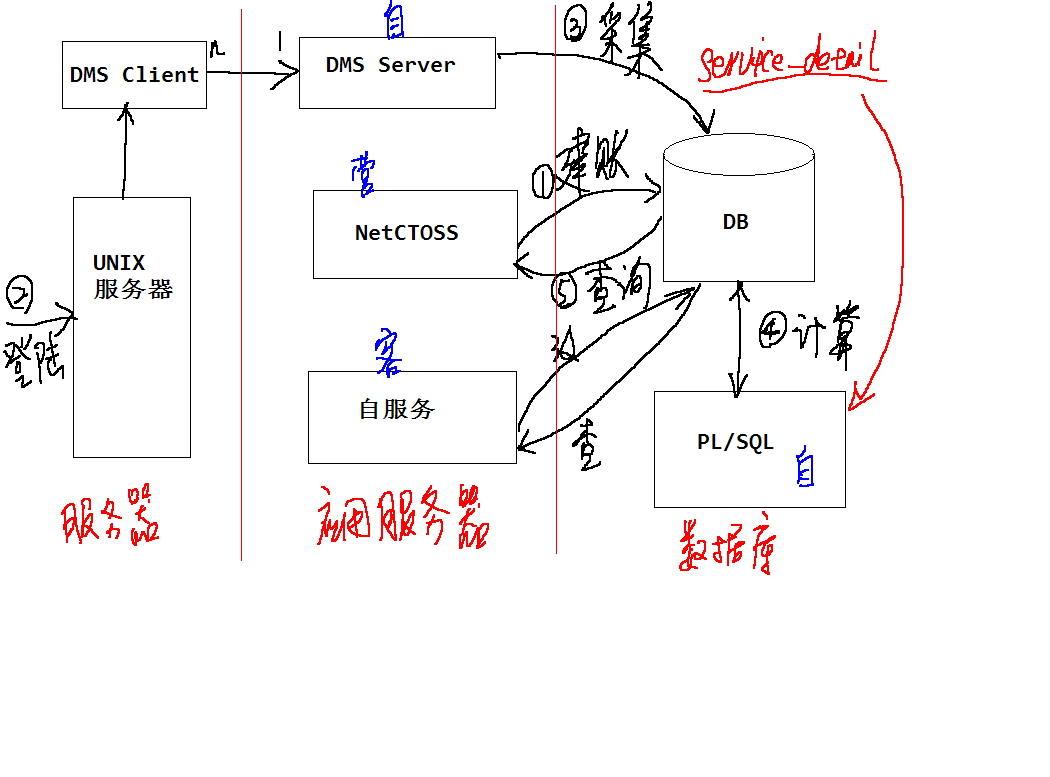 自
③采集
DMS Client
n
1
DMS Server
service_detail
营
①建账
NetCTOSS
DB
UNIX
服务器
②
登陆
⑤查询
改
④计算
客
自服务
查
PL/SQL
自
服务器
应用服务器
数据库